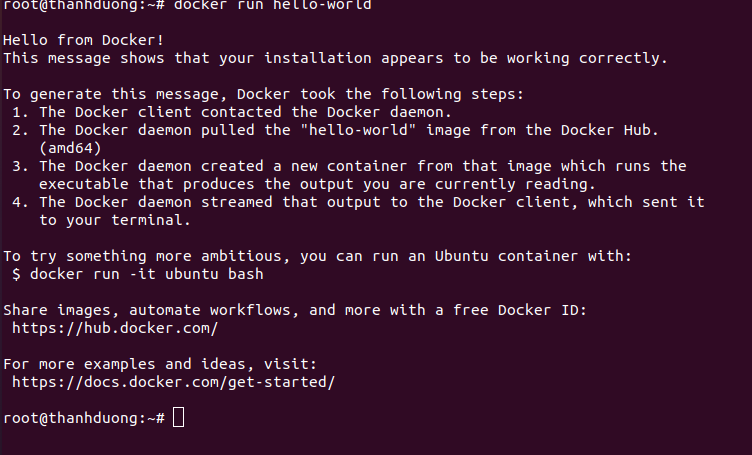 root@thanhduong:~# docker run hello-world
Hello from Docker!
This message shows that your installation appears to be working correctly.
To generate this message, Docker took the following steps:
1. The Docker client contacted the Docker daemon.
2. The Docker daemon pulled the "hello-world" image from the Docker Hub.
(amd64)
3. The Docker daemon created a new container from that image which runs the
executable that produces the output you are currently reading.
4. The Docker daemon streamed that output to the Docker client, which sent it
to your terminal.
To try something more ambitious, you can run an Ubuntu container with:
$ docker run -it ubuntu bash
Share images, automate workflows, and more with a free Docker ID:
https://hub.docker.com/
For more examples and ideas, visit:
https://docs.docker.com/get-started/
root@thanhduong:~#